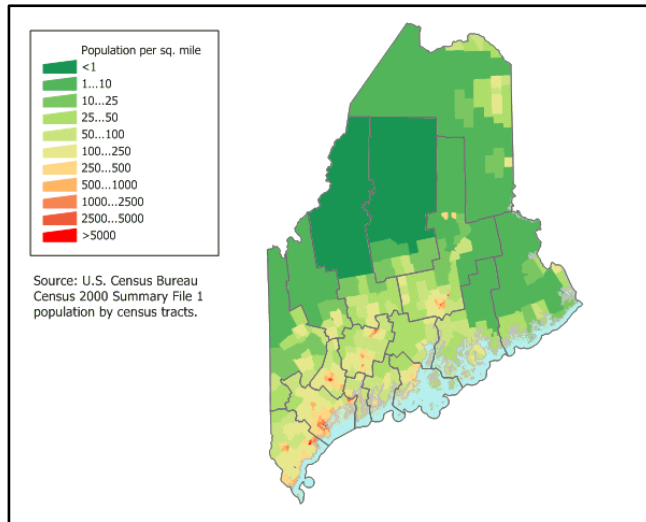 Population per sq. mile
<1
1...10
10...25
25...50
50...100
100...250
250...500
500...1000
1000...2500
2500...5000
>5000
Source: U.S. Census Bureau
Census 2000 Summary File 1
population by census tracts.